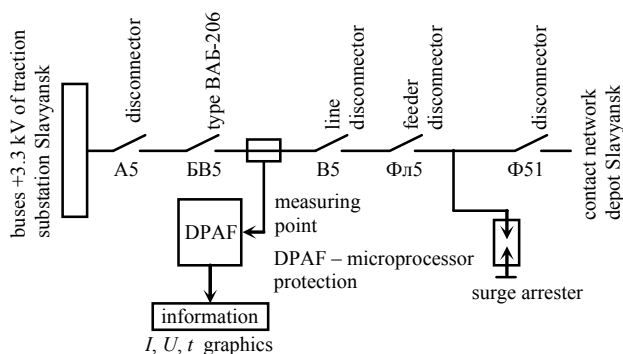 buses +3.3 kV of traction
substation Slavyansk
disconnector
type ВАБ-206
line
disconnector
feeder
disconnector
disconnector
contact network
depot Slavyansk
А5
БВ5
В5
Фл5
Ф51
measuring
point
DPAF
DPAF – microprocessor
protection
surge arrester
information
I, U, t graphics